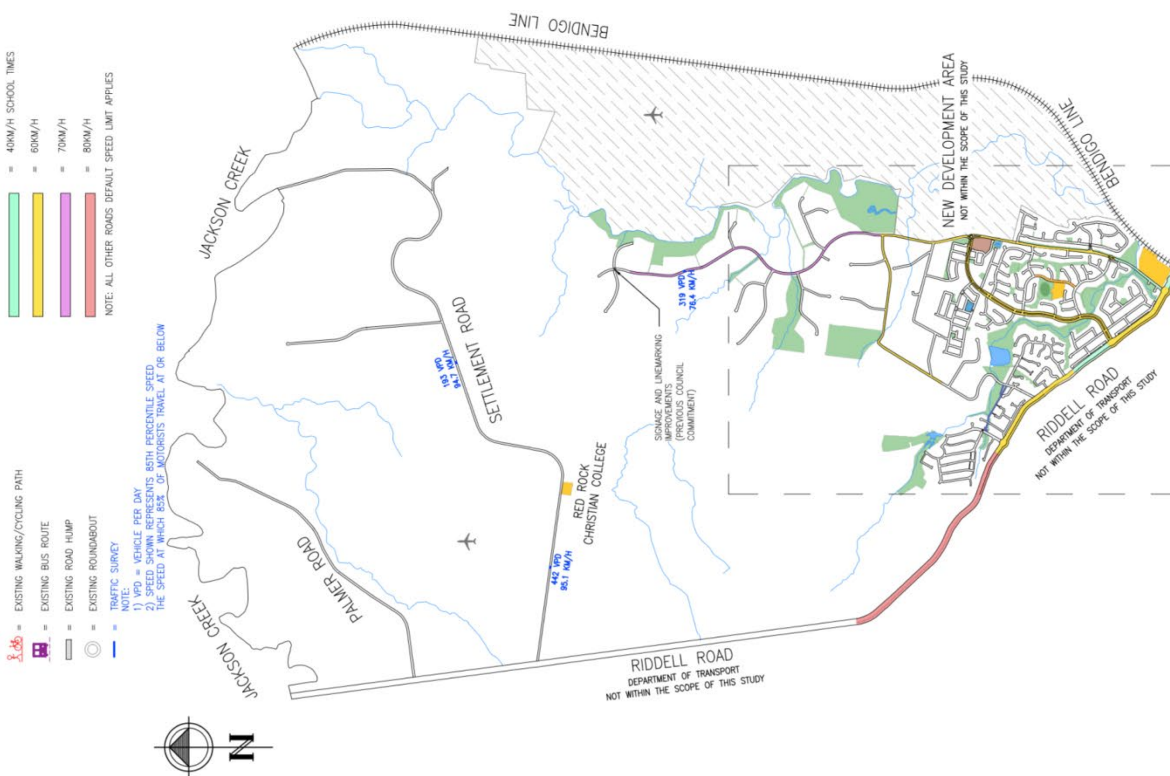 = 40KM/H SCHOOL TIMES
= 60KM/H
= 70KM/H
= 80KM/H
NOTE: ALL OTHER ROADS DEFAULT SPEED LIMIT APPLIES
= EXISTING WALKING/CYCLING PATH
= EXISTING BUS ROUTE
= EXISTING ROAD HUMP
= EXISTING ROUNDABOUT
= TRAFFIC SURVEY
NOTE:
1) VPD = VEHICLE PER DAY
2) SPEED SHOWN REPRESENTS 85TH PERCENTILE SPEED
THE SPEED AT WHICH 85% OF MOTORISTS TRAVEL AT OR BELOW
N
JACKSON CREEK
JACKSON CREEK
BENDIGO LINE
PALMER ROAD
SETTLEMENT ROAD
193 VPD
94.7 KM/H
RED ROCK
CHRISTIAN COLLEGE
442 VPD
95.1 KM/H
319 VPD
76.4 KM/H
SIGNAGE AND LINEMARKING
IMPROVEMENTS
(PREVIOUS COUNCIL
COMMITMENT)
RIDDELL ROAD
DEPARTMENT OF TRANSPORT
NOT WITHIN THE SCOPE OF THIS STUDY
NEW DEVELOPMENT AREA
NOT WITHIN THE SCOPE OF THIS STUDY
BENDIGO LINE
RIDDELL ROAD
DEPARTMENT OF TRANSPORT
NOT WITHIN THE SCOPE OF THIS STUDY